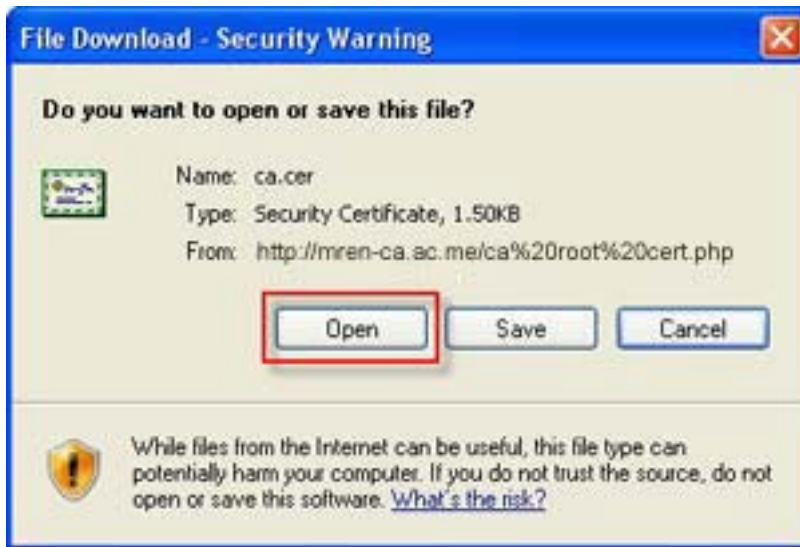 File Download - Security Warning
Do you want to open or save this file?
Name: ca.cer
Type: Security Certificate, 1.50KB
From: http://mren-ca.ac.me/ca%20root%20cert.php
Open Save Cancel
While files from the Internet can be useful, this file type can
potentially harm your computer. If you do not trust the source, do not
open or save this software. What's the risk?